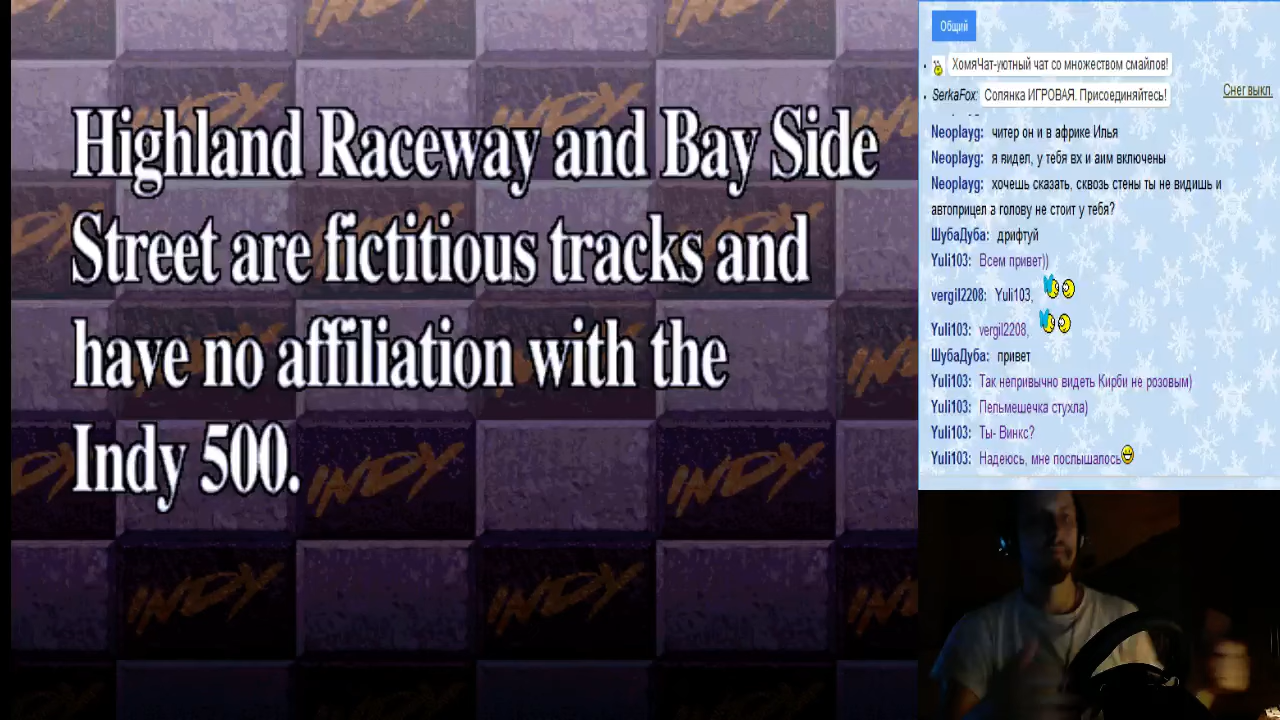 Highland Raceway and Bay Side
Street are fictitious tracks and
have no affiliation with the
Indy 500.
INDY
Общий
ХомяЧат-уютный чат со множеством смайлов!
SerkaFox: Солянка ИГРОВАЯ. Присоединяйтесь!
Снег выкл.
Neoplayg: читер он и в африке Илья
Neoplayg: я видел, у тебя вх и аим включены
Neoplayg: хочешь сказать, сквозь стены ты не видишь и
автоприцел а голову не стоит у тебя?
ШубаДуба: дрифтуй
Yuli103: Всем привет))
vergil2208: Yuli103,
Yuli103: vergil2208,
ШубаДуба: привет
Yuli103: Так непривычно видеть Кирби не розовым)
Yuli103: Пельмешечка стухла)
Yuli103: Ты- Винкс?
Yuli103: Надеюсь, мне послышалось